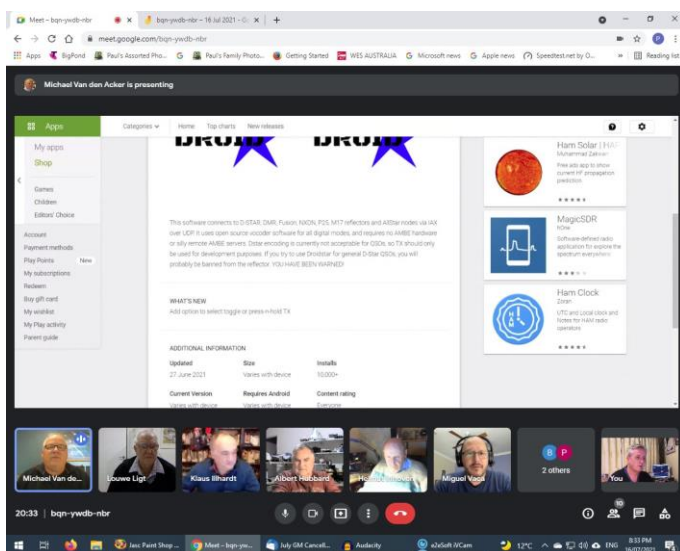 Meet – bqn-ywdb-nbr
bqn-ywdb-nbr – 16 Jul 2021 -
meet.google.com/bqn-ywdb-nbr
Apps
BigPond
Paul's Assorted Pho...
Paul's Family Photo...
Getting Started
WES AUSTRALIA
Microsoft news
Apple news
Speedtest.net by O...
Reading list
Michael Van den Acker is presenting
Apps
Categories
Home
Top charts
New releases
My apps
Shop
Games
Children
Editors' Choice
Account
Payment methods
Play Points
New
My subscriptions
Redeem
Buy gift card
My wishlist
My Play activity
Parent guide
DROID
DROID
This software connects to D-STAR, DMR, Fusion, NXDN, P25, M17 reflectors and AllStar nodes via IAX
over UDP. It uses open source vocoder software for all digital modes, and requires no AMBE hardware
or silly remote AMBE servers. Dstar encoding is currently not acceptable for QSOs, so TX should only
be used for development purposes. If you try to use Droidstar for general D-Star QSOs, you will
probably be banned from the reflector. YOU HAVE BEEN WARNED!
WHAT'S NEW
Add option to select toggle or press-n-hold TX
ADDITIONAL INFORMATION
Updated
27 June 2021
Size
Varies with device
Installs
10,000+
Current Version
Varies with device
Requires Android
Varies with device
Content rating
Everyone
Ham Solar | HAM
Muhammad Zakwan
Free ads app to show
current HF propagation
prediction
MagicSDR
Software-defined radio
application for explore the
spectrum everywhere
Ham Clock
Zoran
UTC and Local clock and
Notes for HAM radio
operators
Michael Van de...
Louwe Ligt
Klaus Illhardt
Albert Hubbard
Miguel Vaca
B P
2 others
You
20:33 | bqn-ywdb-nbr
10
Jasc Paint Shop ...
Meet – bqn-yw...
July GM Cancell...
Audacity
e2eSoft iVCam
12°C
ENG
8:33 PM
16/07/2021